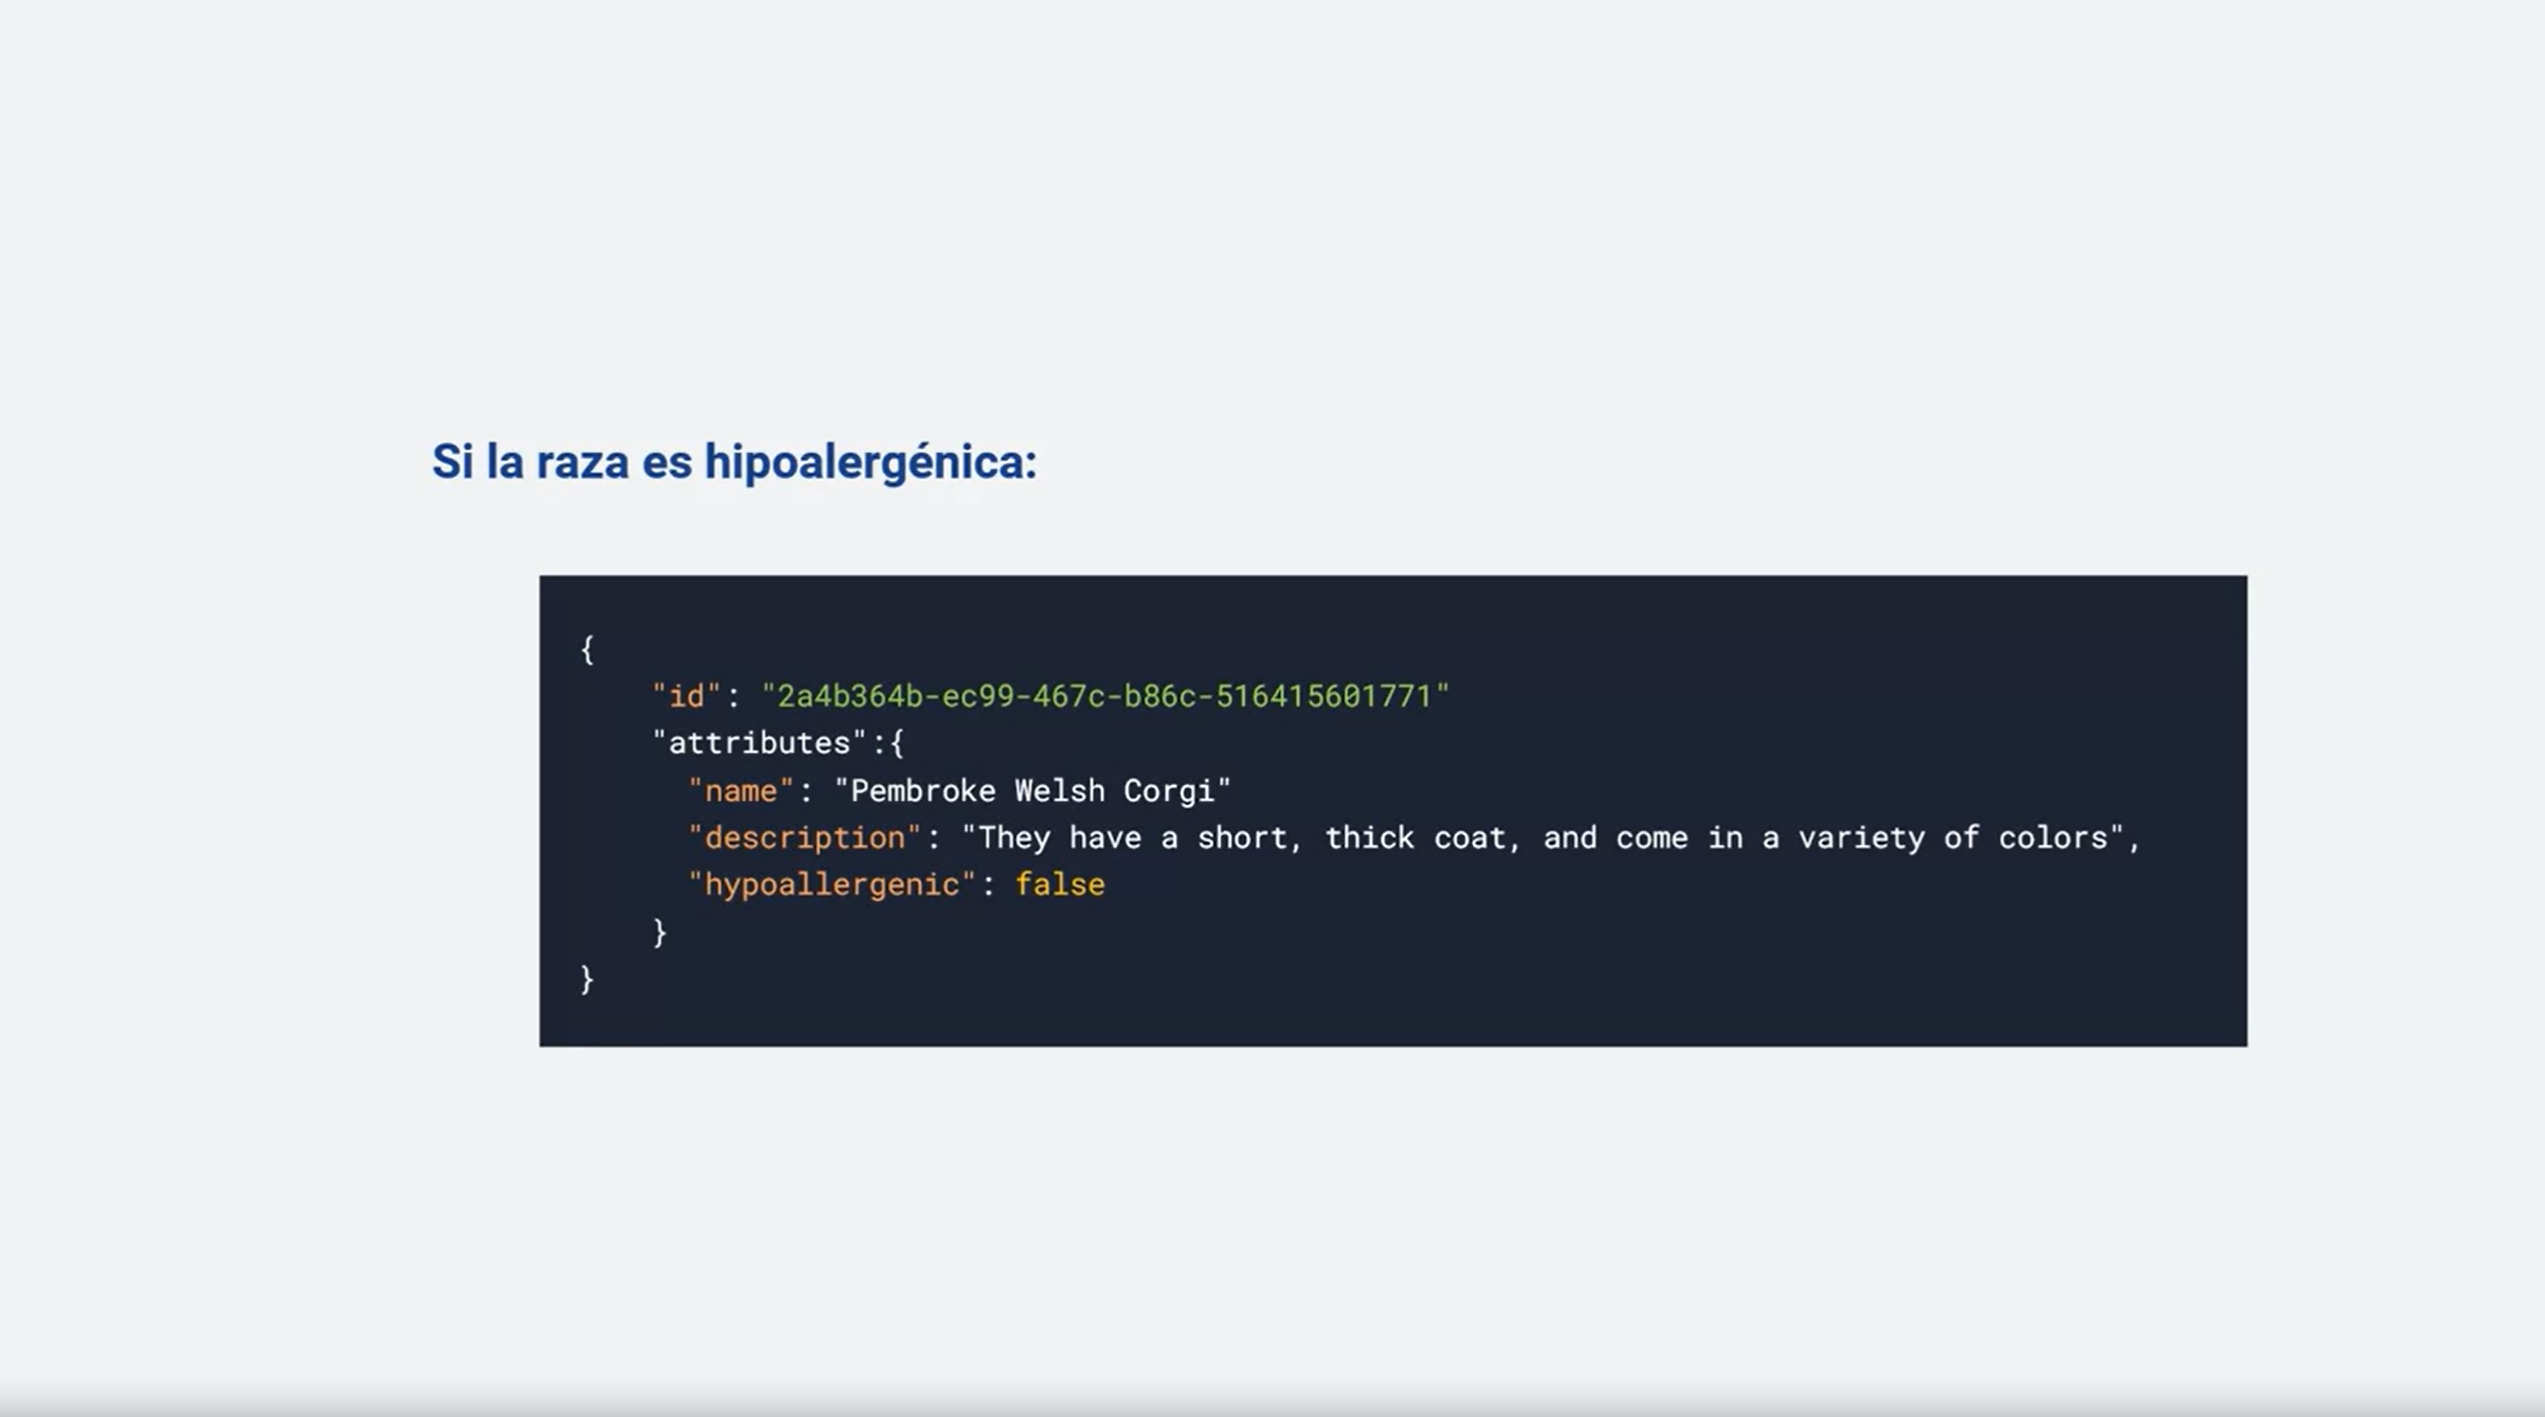 Si la raza es hipoalergénica:
{
"id": "2a4b364b-ec99-467c-b86c-516415601771"
"attributes":{
"name": "Pembroke Welsh Corgi"
"description": "They have a short, thick coat, and come in a variety of colors",
"hypoallergenic": false
}
}